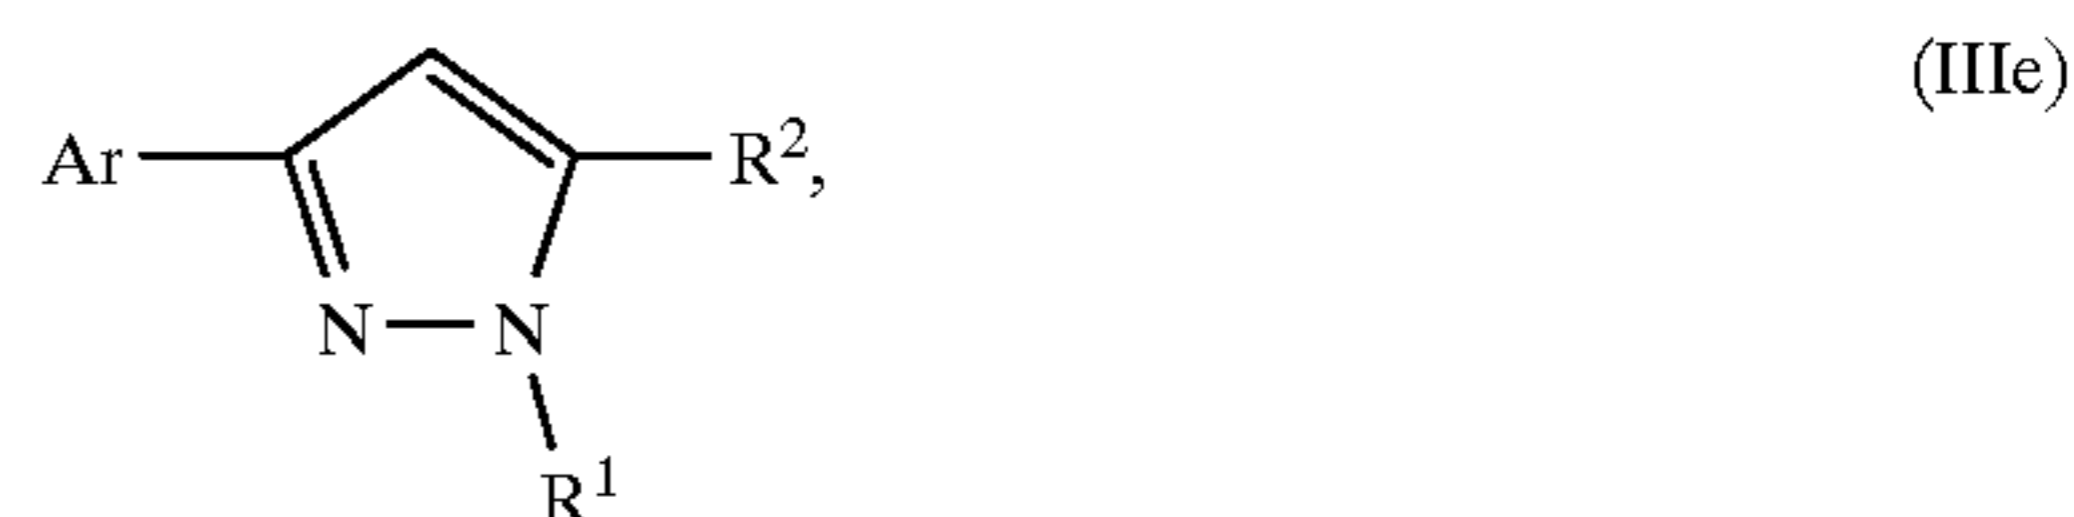 (IIIe)
Ar R²,
N N
R¹